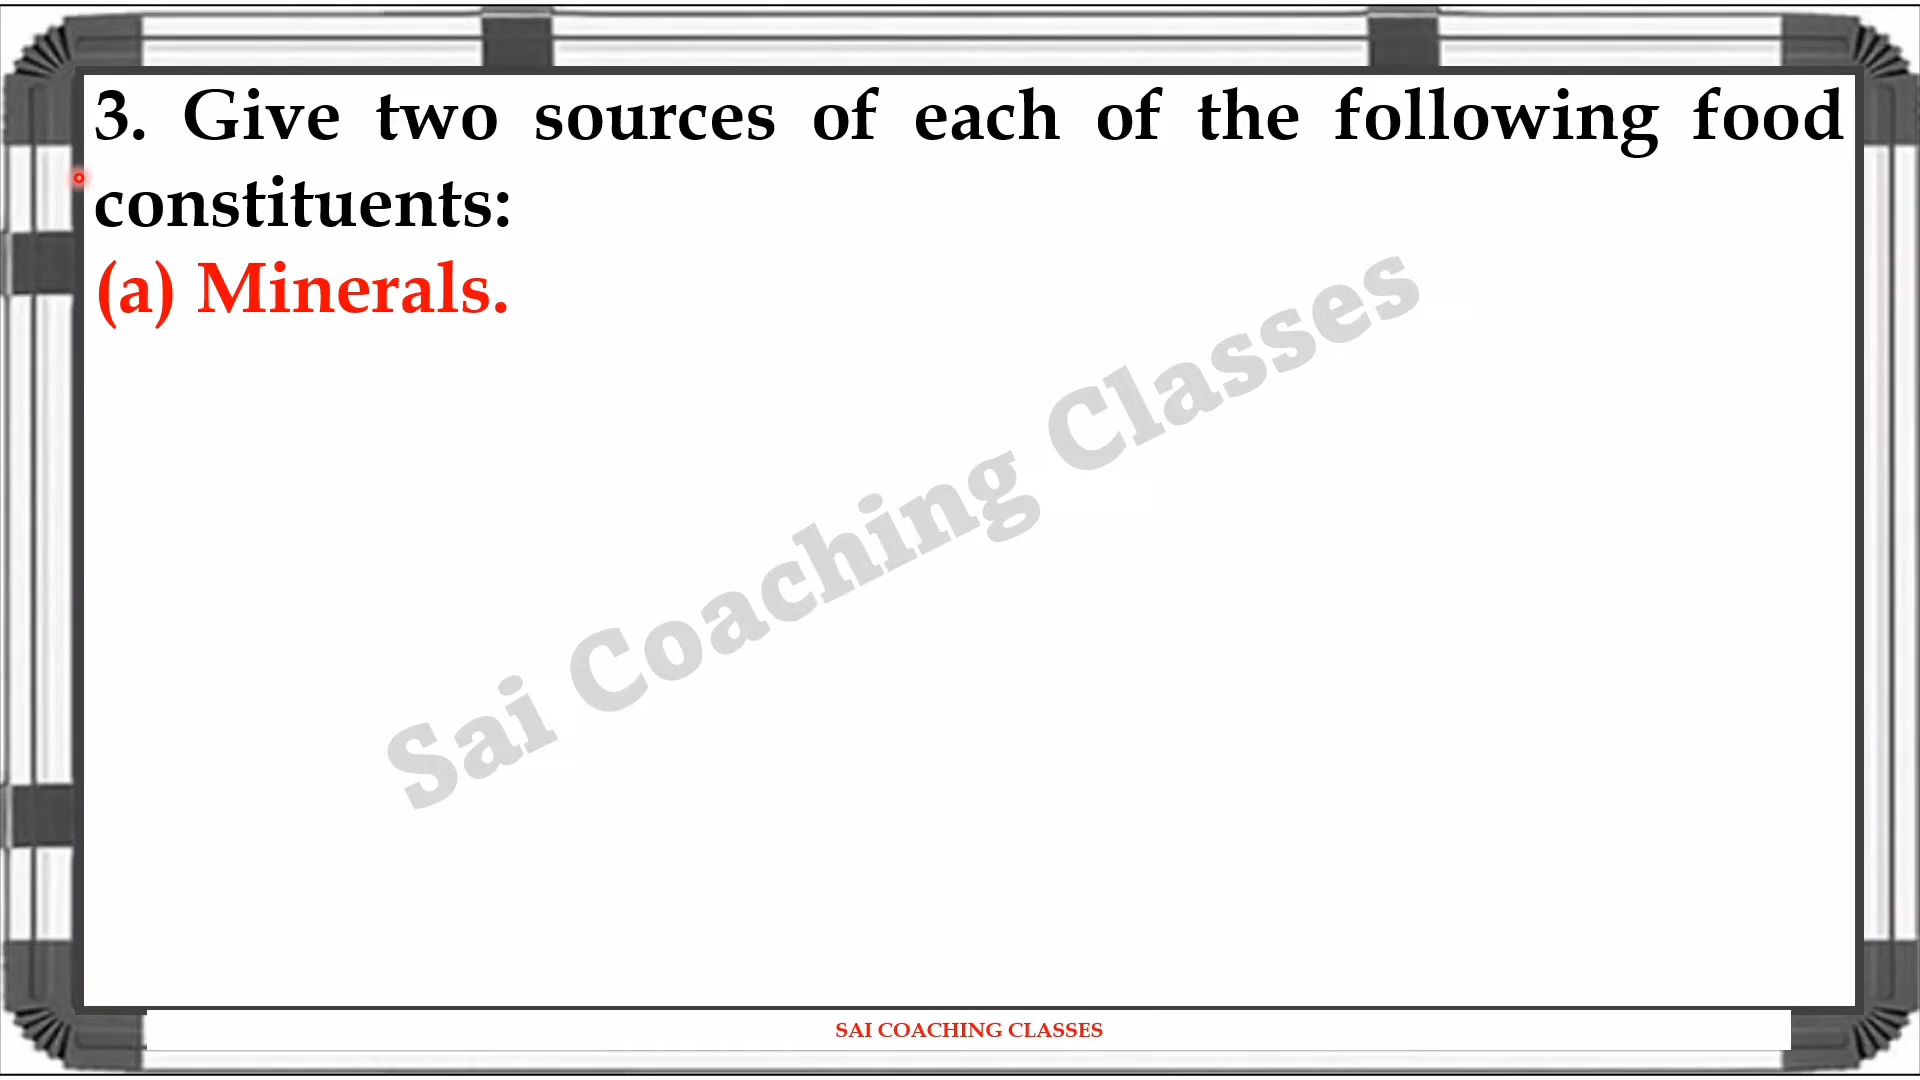 3. Give two sources of each of the following food
constituents:
(a) Minerals.
Sai Coaching Classes
SAI COACHING CLASSES